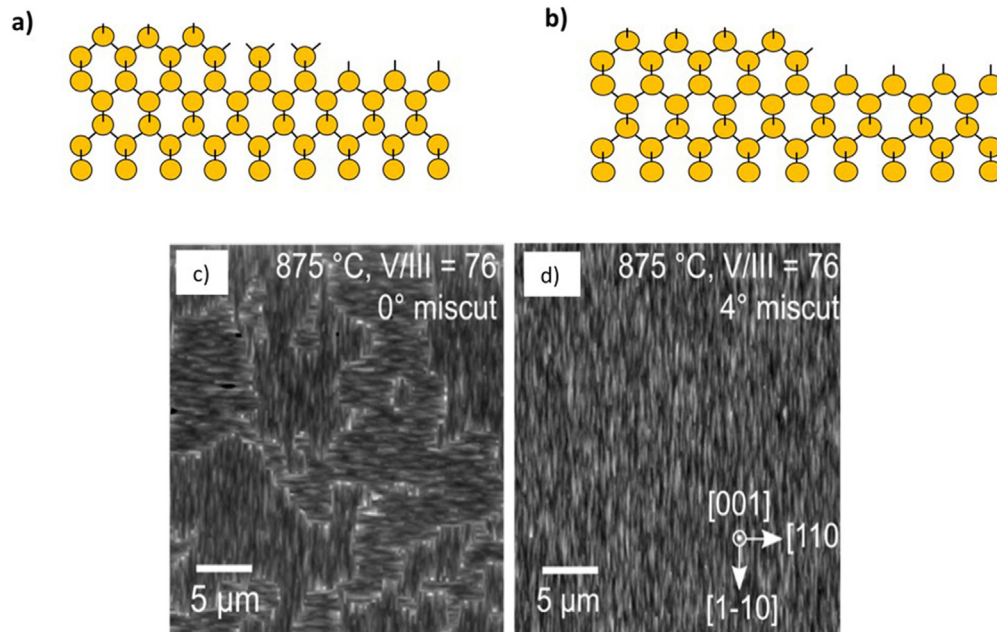 a)
b)
c)
875 °C, V/III = 76
0° miscut
5 µm
d)
875 °C, V/III = 76
4° miscut
[001]
[110
[1-10]
5 µm